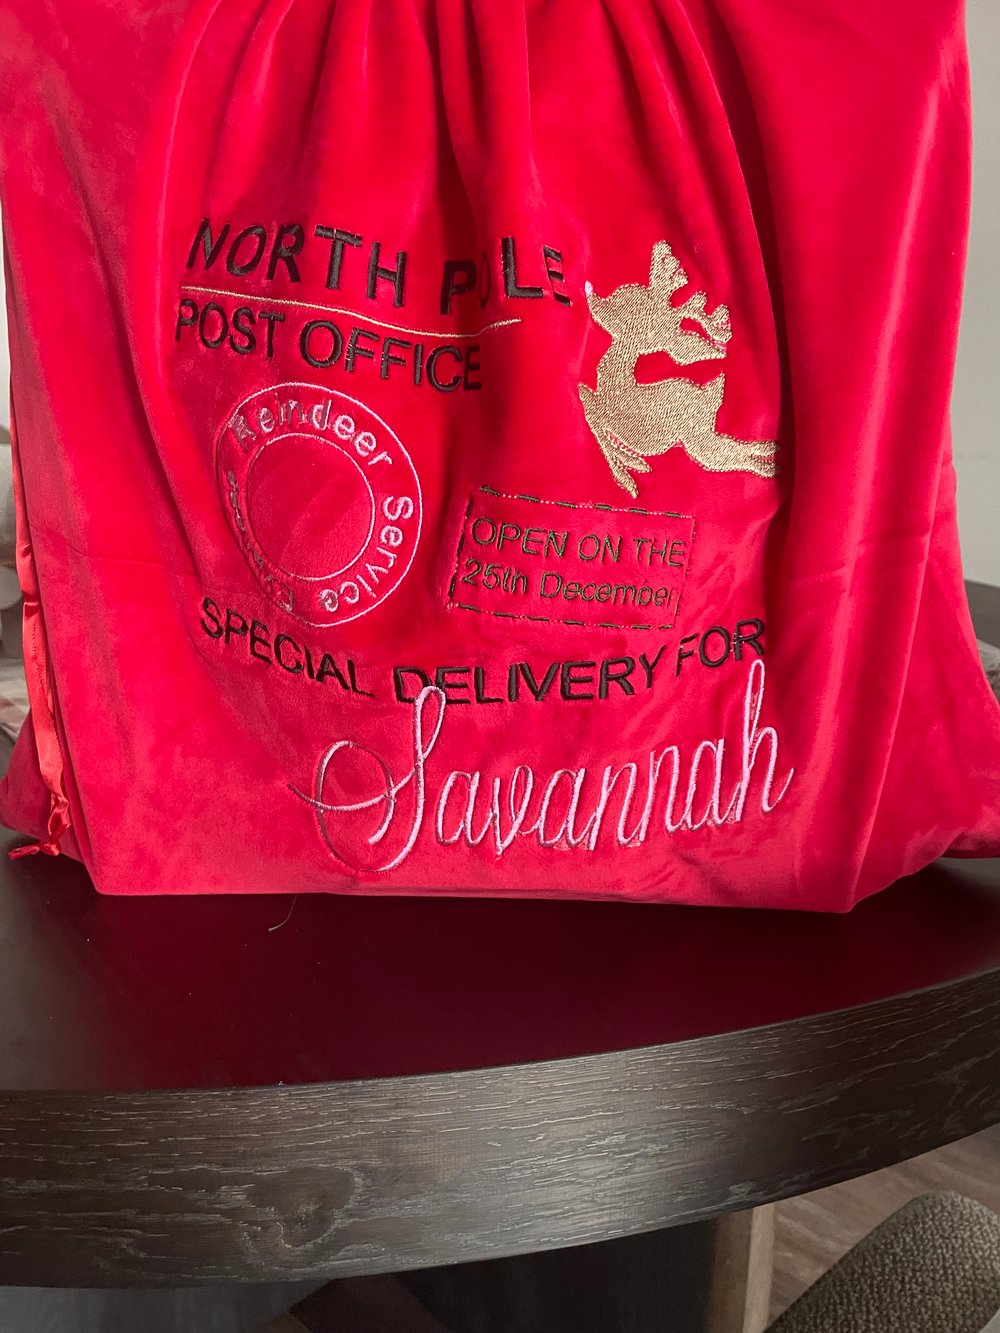 NORTH POLE
POST OFFICE
Reindeer Service
OPEN ON THE
25th December
SPECIAL DELIVERY FOR
Savannah